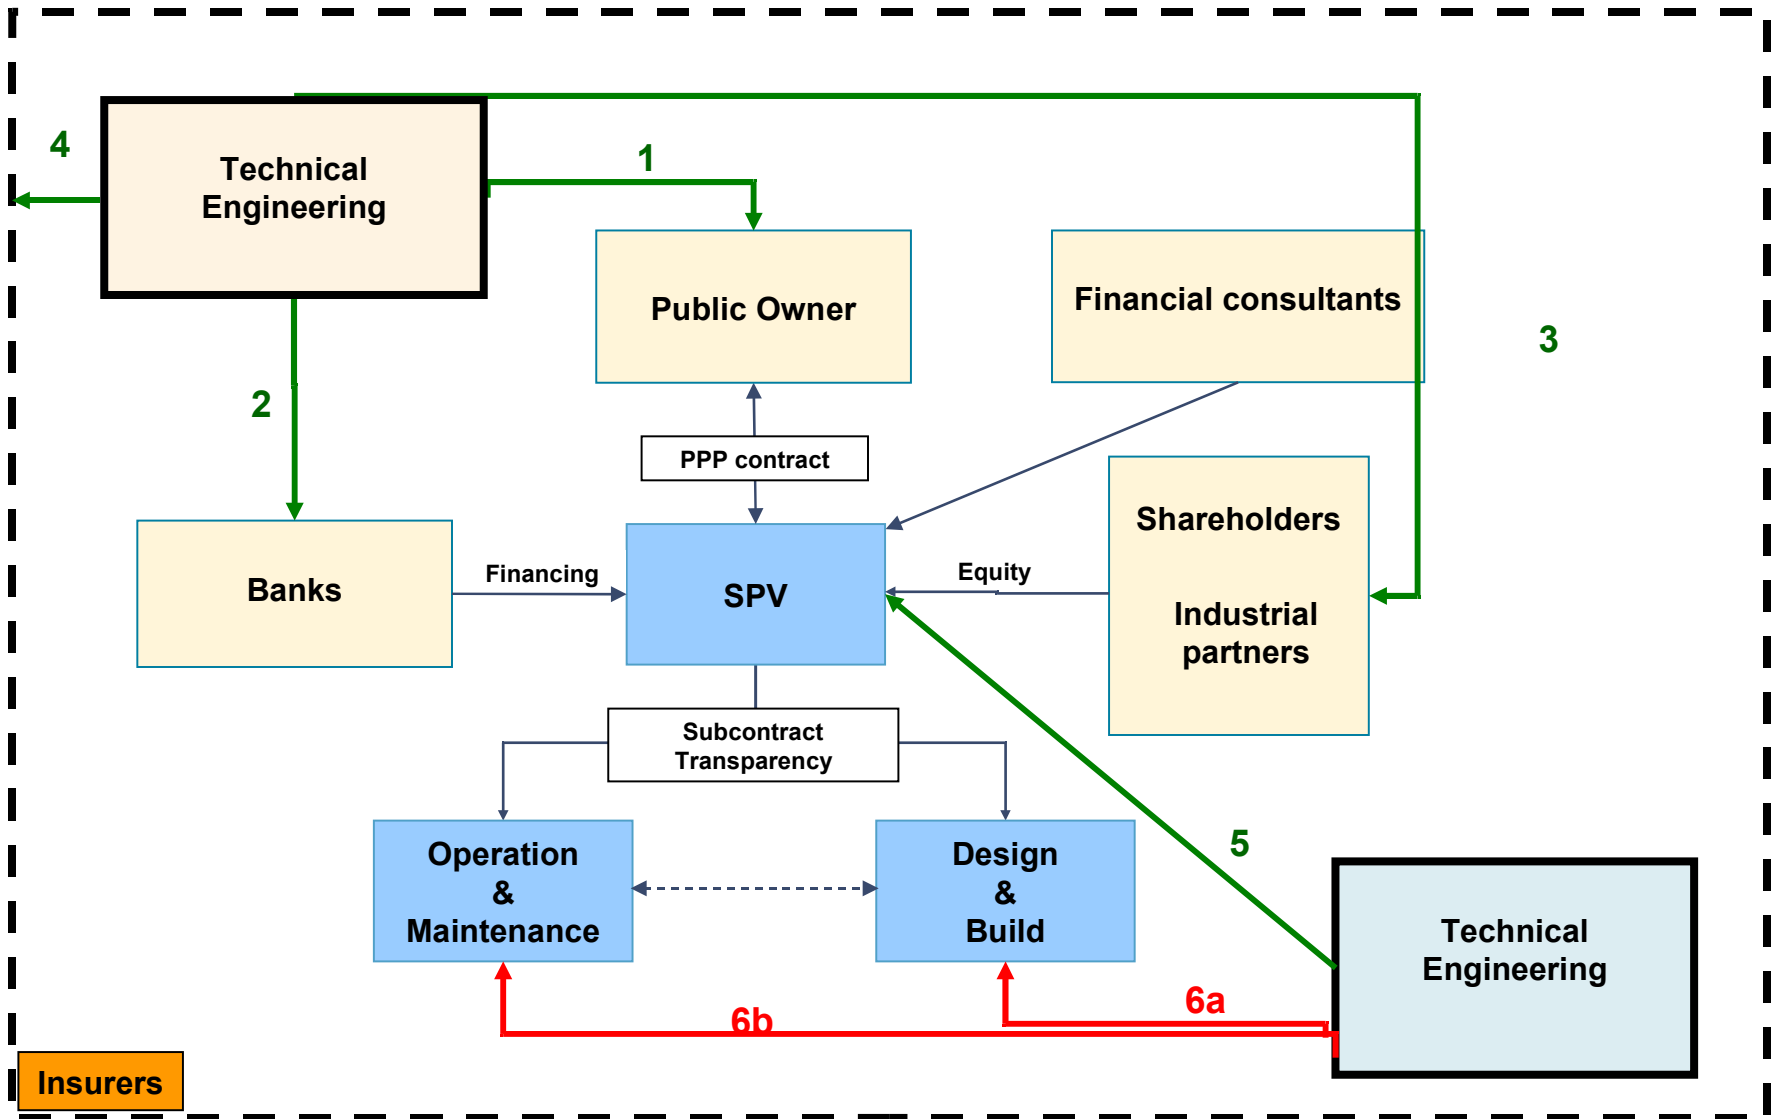 4
Technical
Engineering
1
Public Owner
Financial consultants
3
2
PPP contract
Shareholders
Industrial
partners
Banks
Financing
SPV
Equity
Subcontract
Transparency
Operation
&
Maintenance
Design
&
Build
5
Technical
Engineering
6a
6b
Insurers